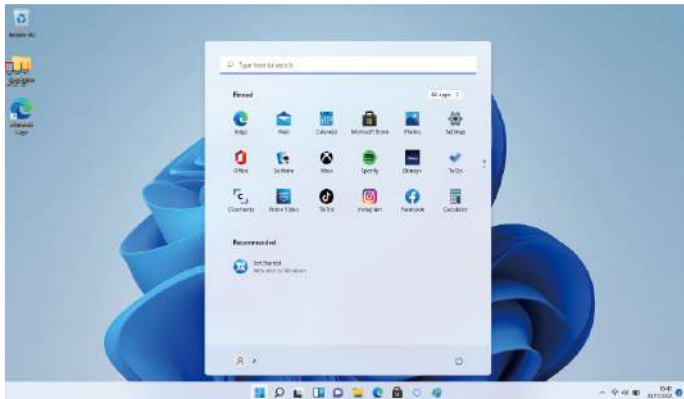 Type here to search
Pinned
All apps >
Edge
Mail
Calendar
Microsoft Store
Photos
Settings
Office
Solitaire
Xbox
Spotify
Disney+
To Do
Clipchamp
Prime Video
TikTok
Instagram
Facebook
Calculator
Recommended
Get Started
Welcome to Windows
A